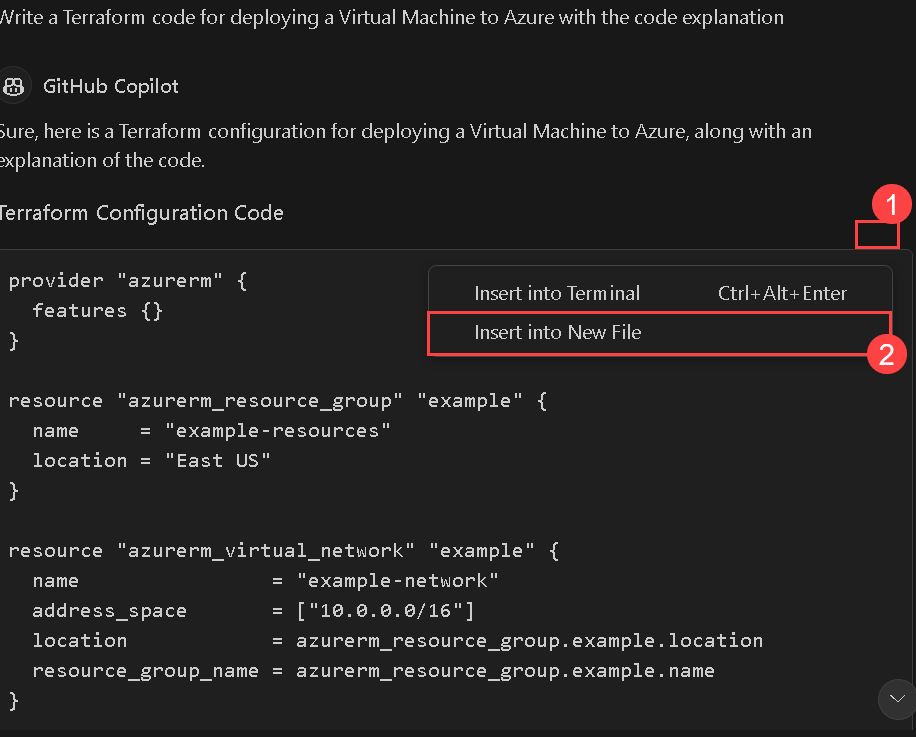 Write a Terraform code for deploying a Virtual Machine to Azure with the code explanation
GitHub Copilot
Sure, here is a Terraform configuration for deploying a Virtual Machine to Azure, along with an
explanation of the code.
Terraform Configuration Code
1
provider "azurerm" {
  features {}
}
Insert into Terminal Ctrl+Alt+Enter
Insert into New File
2
resource "azurerm_resource_group" "example" {
  name     = "example-resources"
  location = "East US"
}
resource "azurerm_virtual_network" "example" {
  name                = "example-network"
  address_space       = ["10.0.0.0/16"]
  location            = azurerm_resource_group.example.location
  resource_group_name = azurerm_resource_group.example.name
}